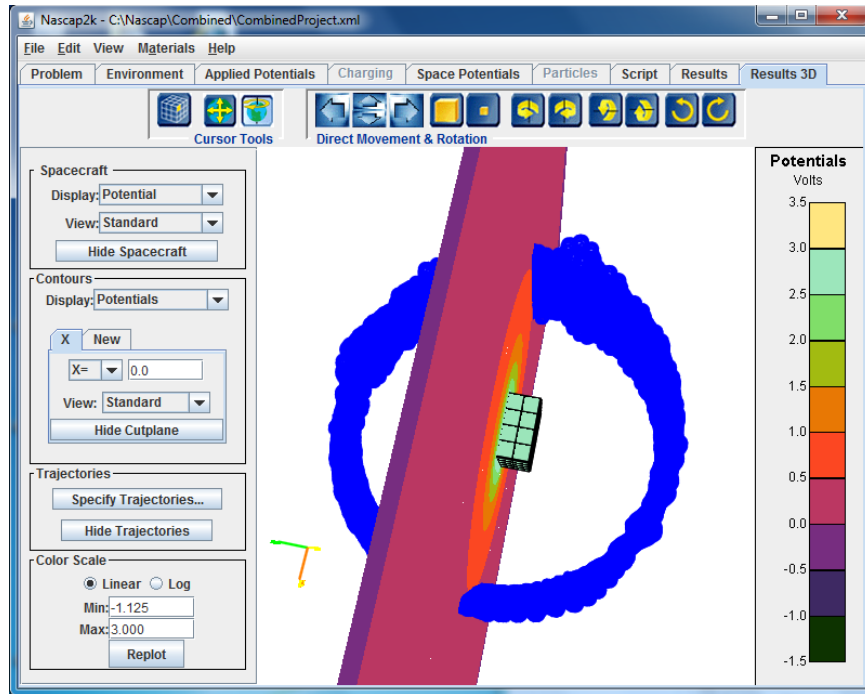 Nascap2k - C:\Nascap\Combined\CombinedProject.xml
File Edit View Materials Help
Problem Environment Applied Potentials Charging Space Potentials Particles Script Results Results 3D
Cursor Tools
Direct Movement & Rotation
Spacecraft
Display: Potential
View: Standard
Hide Spacecraft
Contours
Display: Potentials
X New
X= 0.0
View: Standard
Hide Cutplane
Trajectories
Specify Trajectories...
Hide Trajectories
Color Scale
Linear Log
Min: -1.125
Max: 3.000
Replot
Potentials
Volts
3.5
3.0
2.5
2.0
1.5
1.0
0.5
0.0
-0.5
-1.0
-1.5